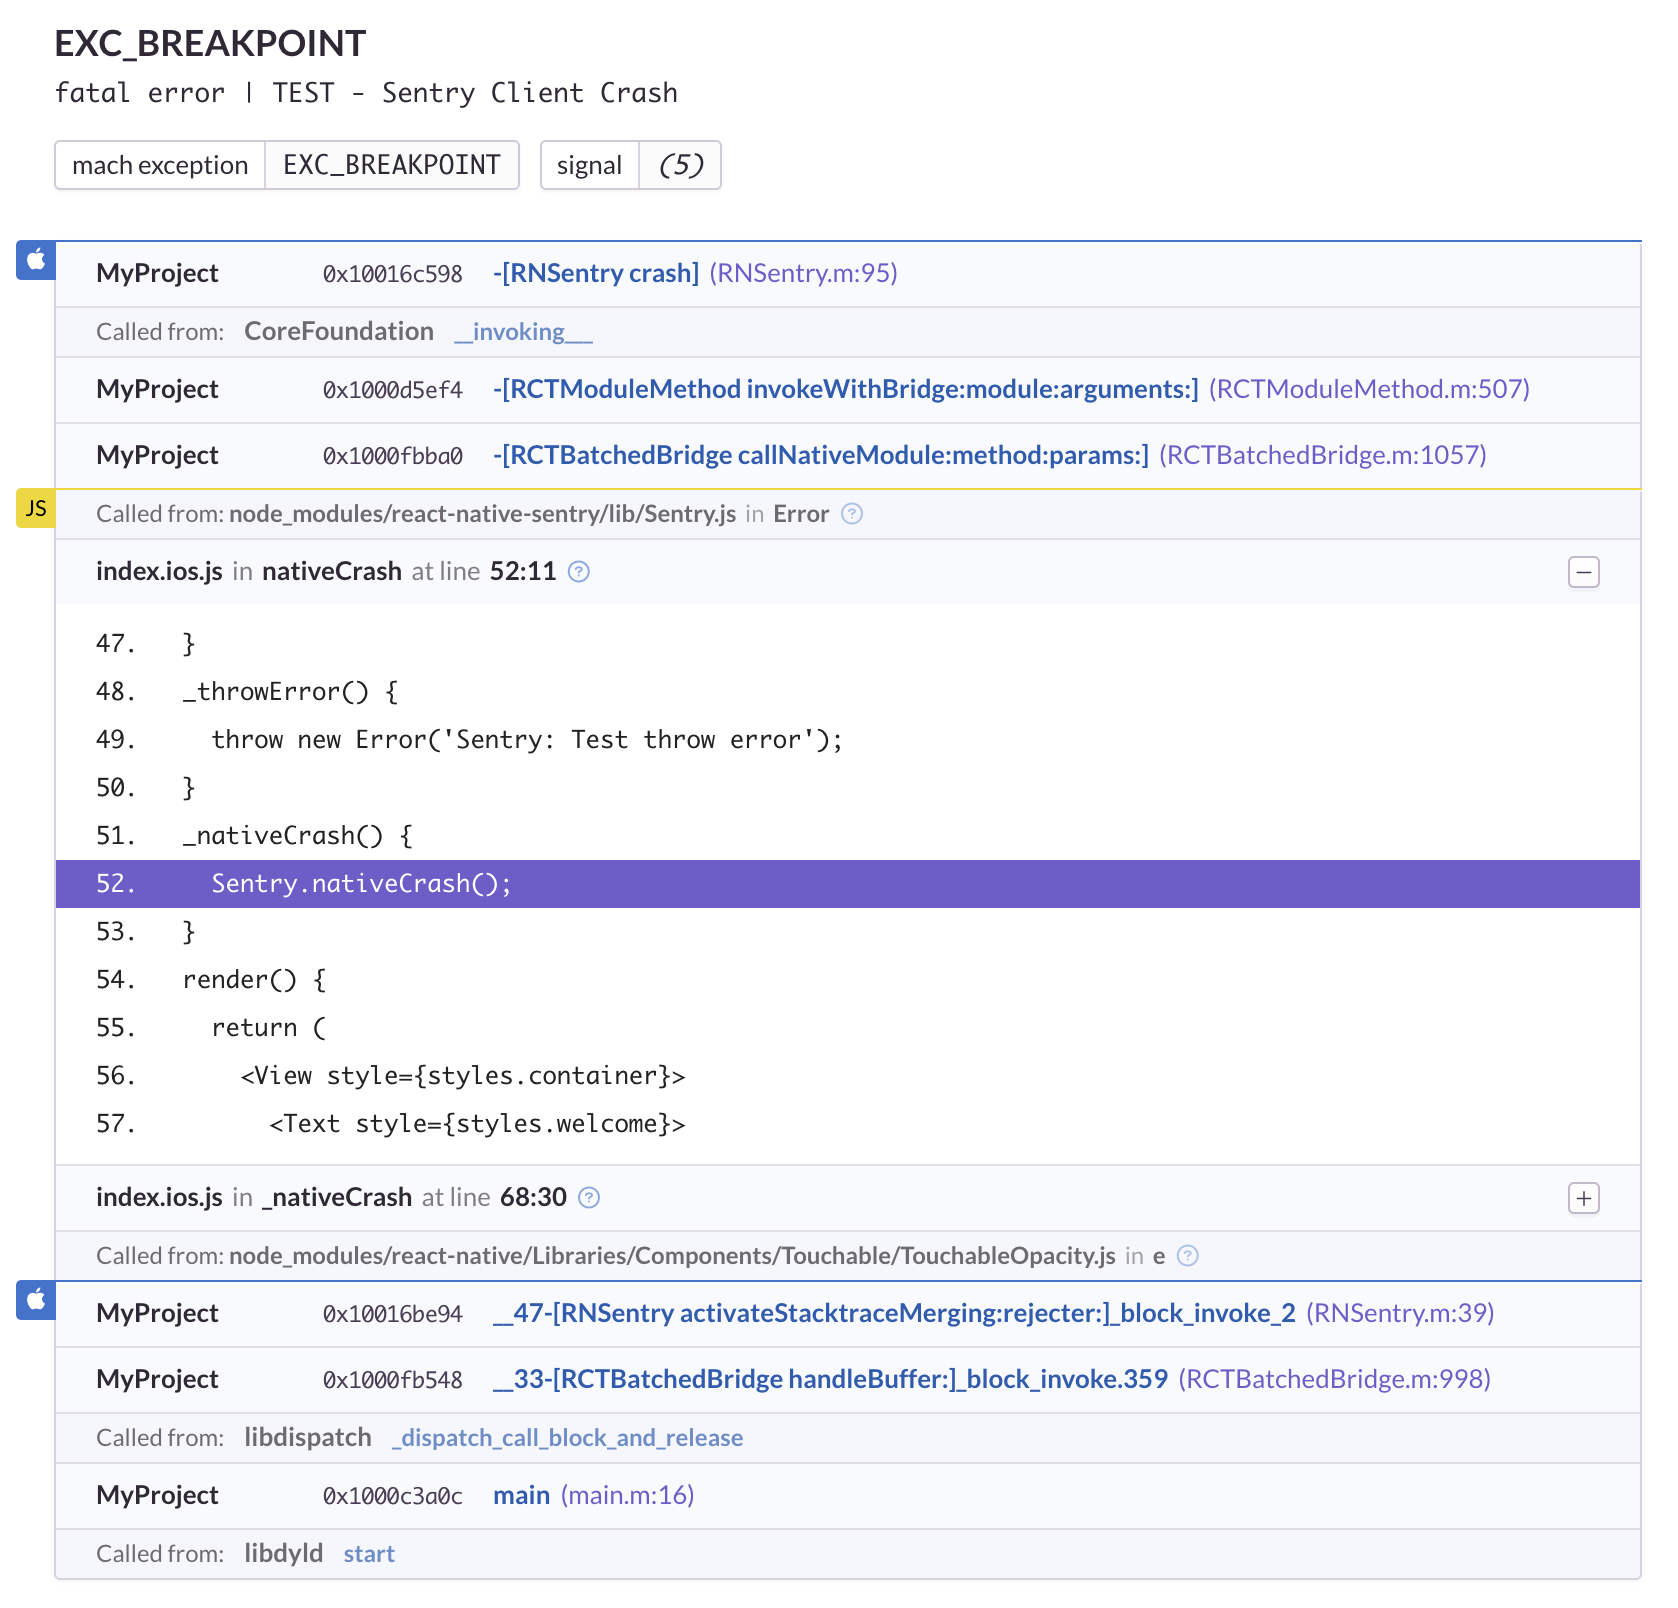 EXC_BREAKPOINT
fatal error | TEST - Sentry Client Crash
mach exception EXC_BREAKPOINT signal (5)
MyProject 0x10016c598 -[RNSentry crash] (RNSentry.m:95)
Called from: CoreFoundation __invoking___
MyProject 0x1000d5ef4 -[RCTModuleMethod invokeWithBridge:module:arguments:] (RCTModuleMethod.m:507)
MyProject 0x1000fbba0 -[RCTBatchedBridge callNativeModule:method:params:] (RCTBatchedBridge.m:1057)
JS Called from: node_modules/react-native-sentry/lib/Sentry.js in Error ?
index.ios.js in nativeCrash at line 52:11 ?
47. }
48. _throwError() {
49. throw new Error('Sentry: Test throw error');
50. }
51. _nativeCrash() {
52. Sentry.nativeCrash();
53. }
54. render() {
55. return (
56. <View style={styles.container}>
57. <Text style={styles.welcome}>
index.ios.js in _nativeCrash at line 68:30 ?
Called from: node_modules/react-native/Libraries/Components/Touchable/TouchableOpacity.js in e ?
MyProject 0x10016be94 __47-[RNSentry activateStacktraceMerging:rejecter:]_block_invoke_2 (RNSentry.m:39)
MyProject 0x1000fb548 __33-[RCTBatchedBridge handleBuffer:]_block_invoke.359 (RCTBatchedBridge.m:998)
Called from: libdispatch _dispatch_call_block_and_release
MyProject 0x1000c3a0c main (main.m:16)
Called from: libdyld start